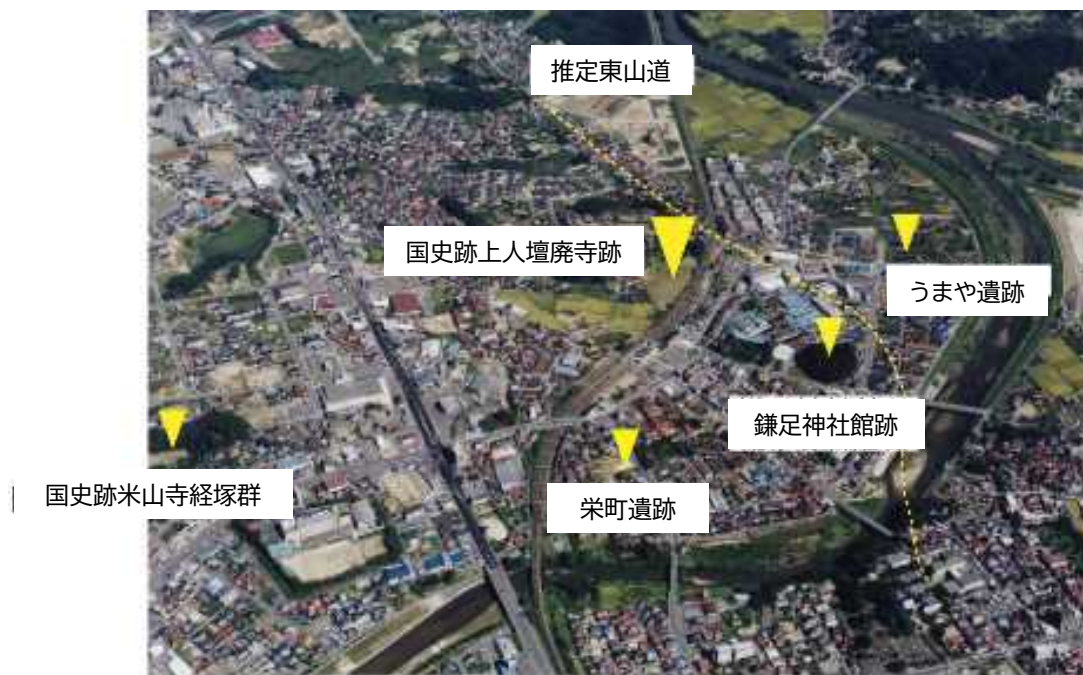 推定東山道
国史跡上人壇廃寺跡
うまや遺跡
鎌足神社館跡
国史跡米山寺経塚群
栄町遺跡